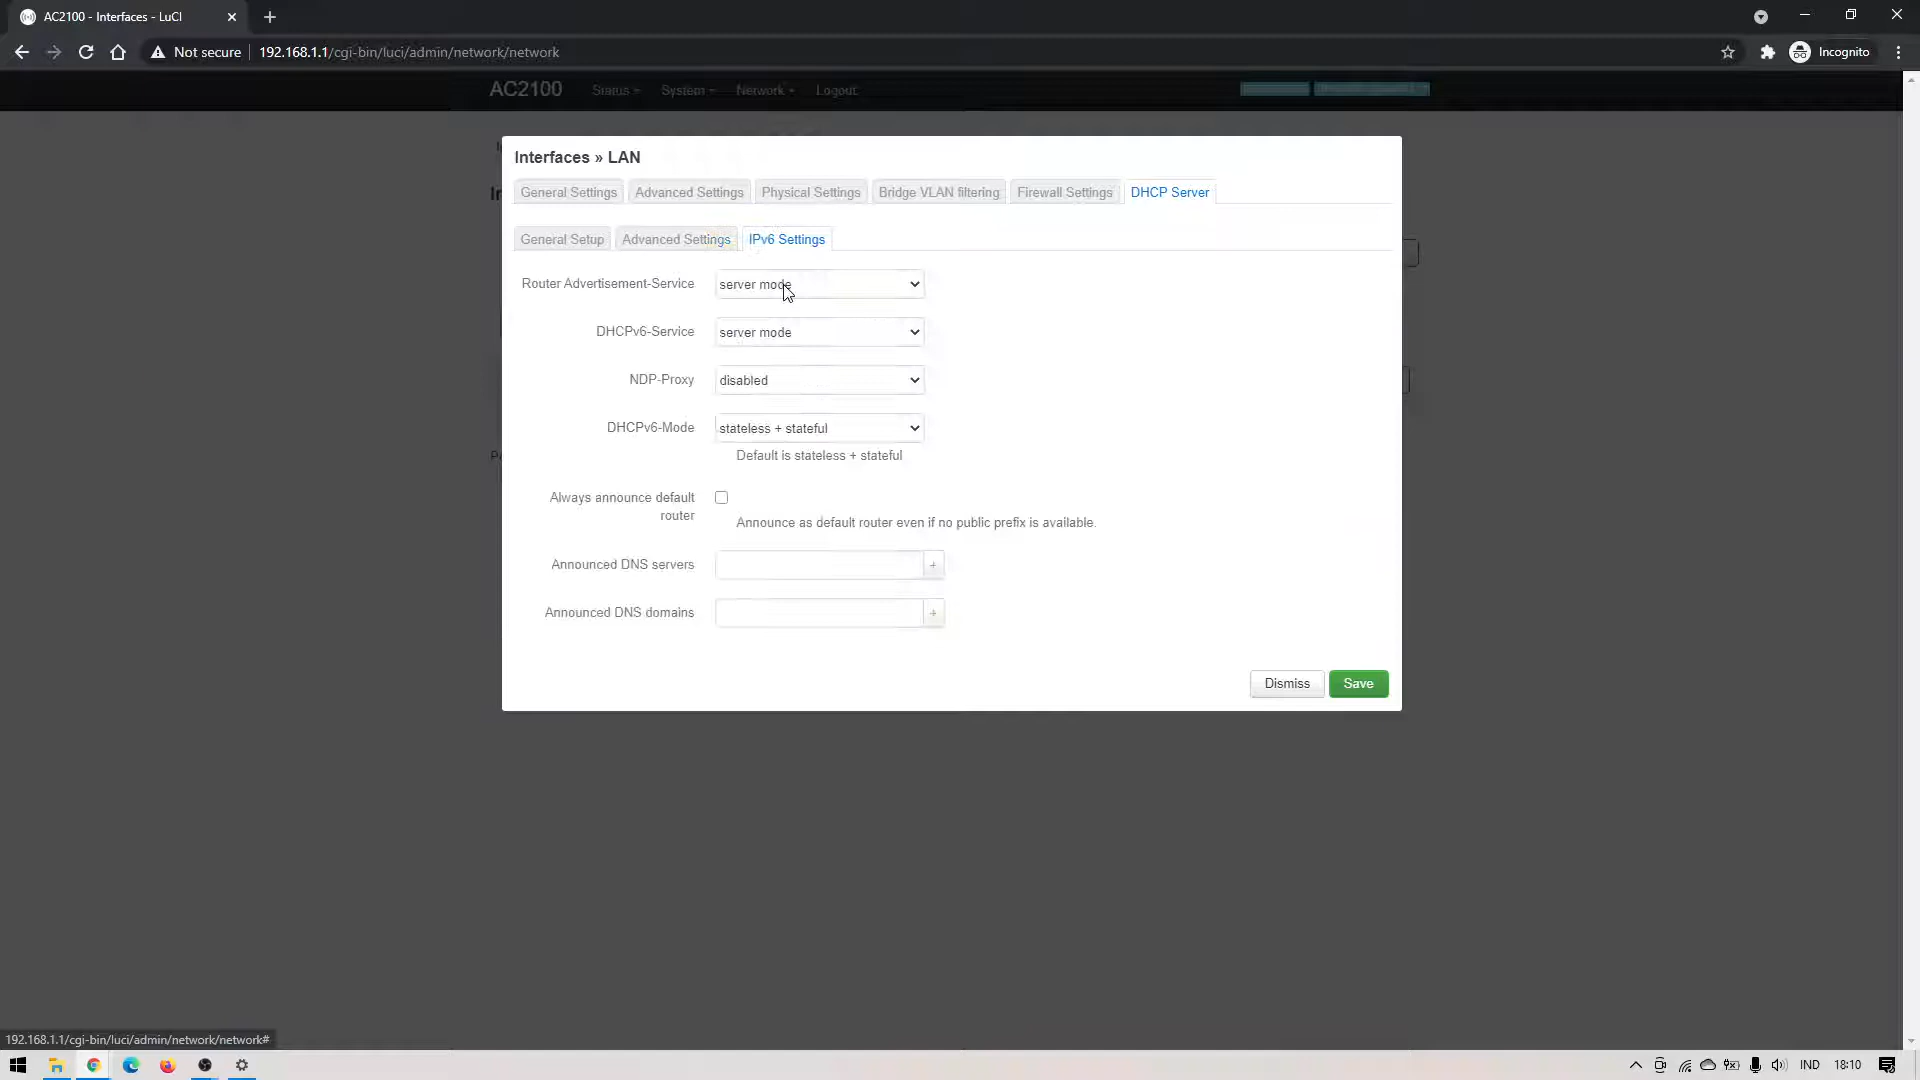 AC2100 - Interfaces - LuCI
Not secure
192.168.1.1/cgi-bin/luci/admin/network/network
Incognito
AC2100 Status System Network Logout
Interfaces » LAN
General Settings Advanced Settings Physical Settings Bridge VLAN filtering Firewall Settings DHCP Server
General Setup Advanced Settings IPv6 Settings
Router Advertisement-Service server mode
DHCPv6-Service server mode
NDP-Proxy disabled
DHCPv6-Mode stateless + stateful
Default is stateless + stateful
Always announce default
router
Announce as default router even if no public prefix is available.
Announced DNS servers +
Announced DNS domains +
Dismiss Save
192.168.1.1/cgi-bin/luci/admin/network/network#
IND 18:10